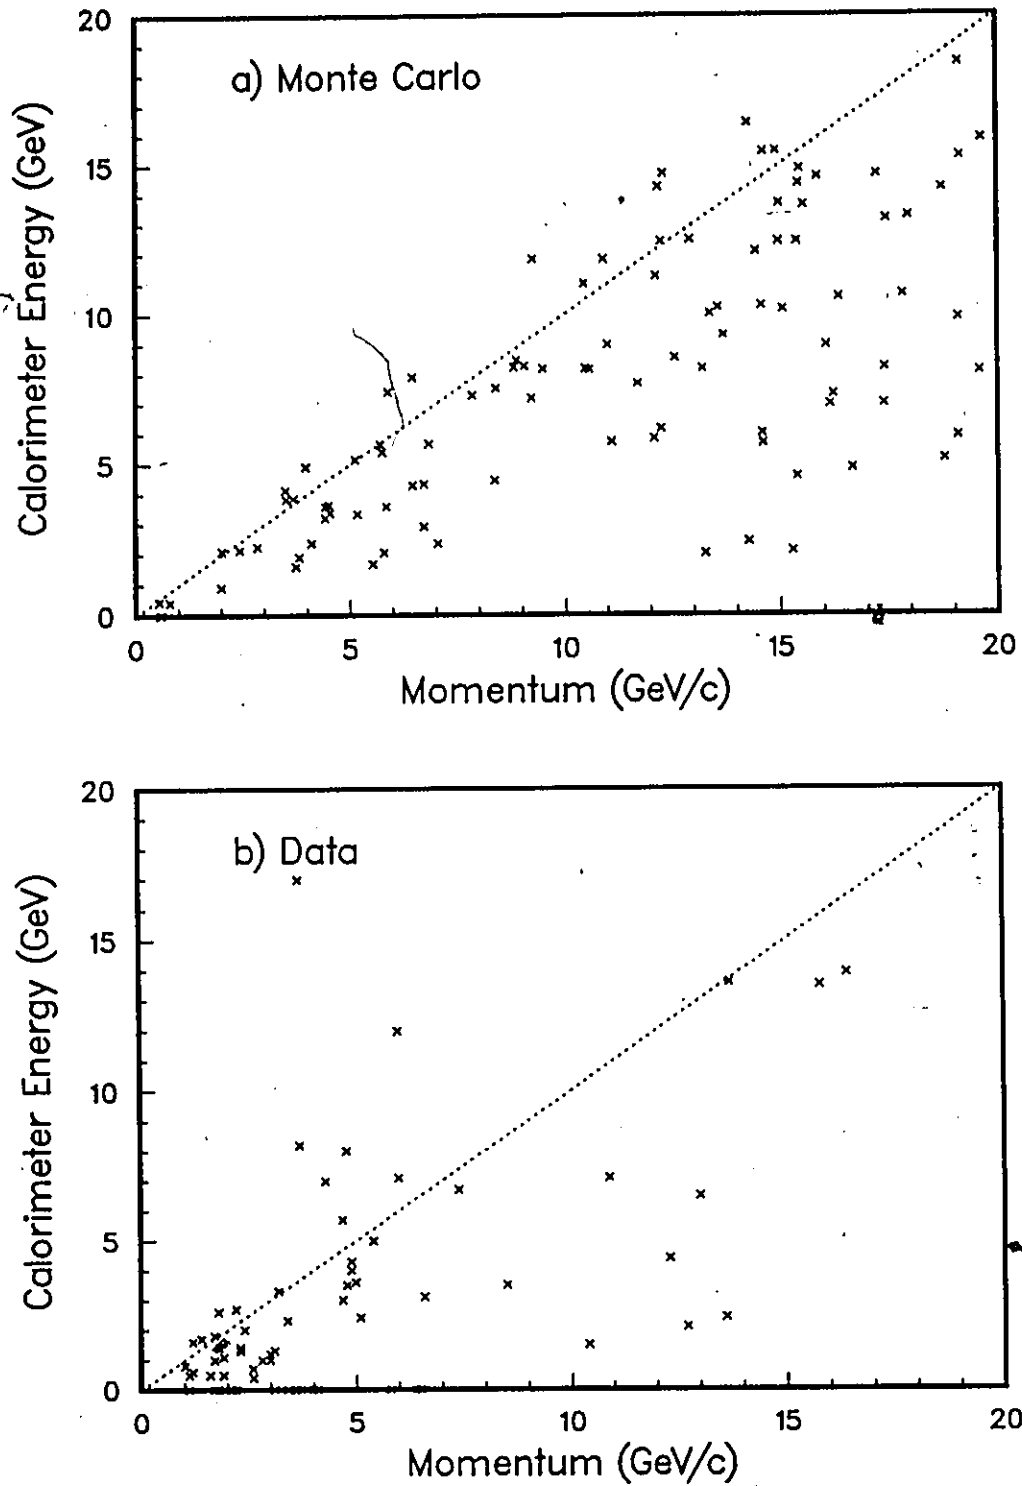 20
a) Monte Carlo
15
10
5
0
Calorimeter Energy (GeV)
0 5 10 15 20
Momentum (GeV/c)
20
b) Data
15
10
5
0
Calorimeter Energy (GeV)
0 5 10 15 20
Momentum (GeV/c)